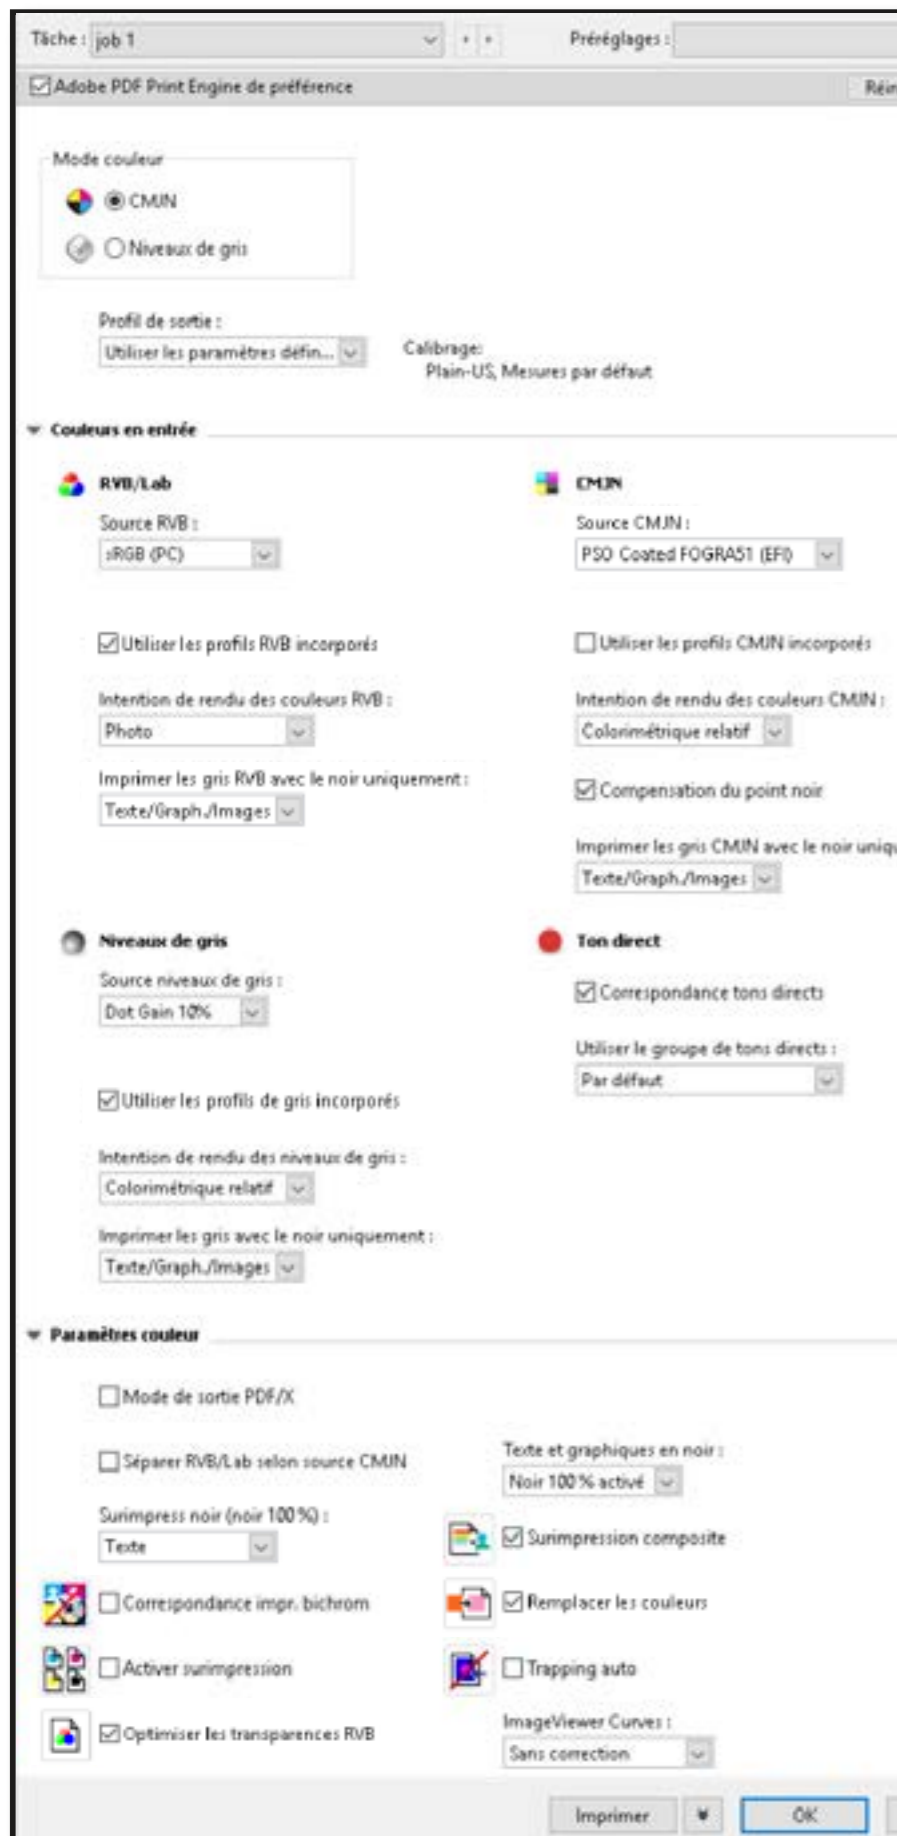 Tâche : job 1 Préréglages :
Adobe PDF Print Engine de préférence
Mode couleur
CMJN
Niveaux de gris
Profil de sortie :
Utiliser les paramètres défin...
Calibrage:
Plain-US, Mesures par défaut
Couleurs en entrée
RVB/Lab
CMJN
Source RVB :
Source CMJN :
sRGB (PC)
PSO Coated FOGRA51 (EFI)
Utiliser les profils RVB incorporés
Utiliser les profils CMJN incorporés
Intention de rendu des couleurs RVB :
Intention de rendu des couleurs CMJN :
Photo
Colorimétrique relatif
Imprimer les gris RVB avec le noir uniquement :
Compensation du point noir
Texte/Graph./Images
Imprimer les gris CMJN avec le noir
Texte/Graph./Images
Niveaux de gris
Ton direct
Source niveaux de gris :
Correspondance tons directs
Dot Gain 10%
Utiliser le groupe de tons directs :
Par défaut
Utiliser les profils de gris incorporés
Intention de rendu des niveaux de gris :
Colorimétrique relatif
Imprimer les gris avec le noir uniquement :
Texte/Graph./Images
Paramètres couleur
Mode de sortie PDF/X
Texte et graphiques en noir :
Séparer RVB/Lab selon source CMJN
Noir 100 % activé
Surimpress noir (noir 100 %) :
Texte
Surimpression composite
Correspondance impr. bichrom
Remplacer les couleurs
Activer surimpression
Trapping auto
ImageViewer Curves :
Optimiser les transparences RVB
Sans correction
Imprimer OK